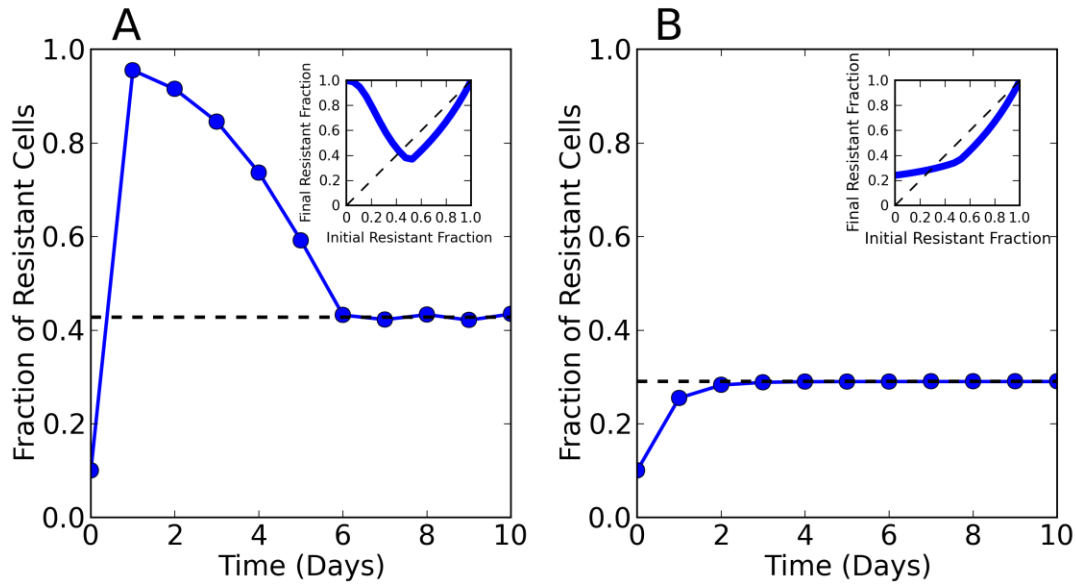 A
Fraction of Resistant Cells
1.0
0.8
0.6
0.4
0.2
0.0
0 2 4 6 8 10
Time (Days)
Final Resistant Fraction
1.0
0.8
0.6
0.4
0.2
0
0 0.2 0.4 0.6 0.8 1.0
Initial Resistant Fraction
B
Fraction of Resistant Cells
1.0
0.8
0.6
0.4
0.2
0.0
0 2 4 6 8 10
Time (Days)
Final Resistant Fraction
1.0
0.8
0.6
0.4
0.2
0
0 0.2 0.4 0.6 0.8 1.0
Initial Resistant Fraction